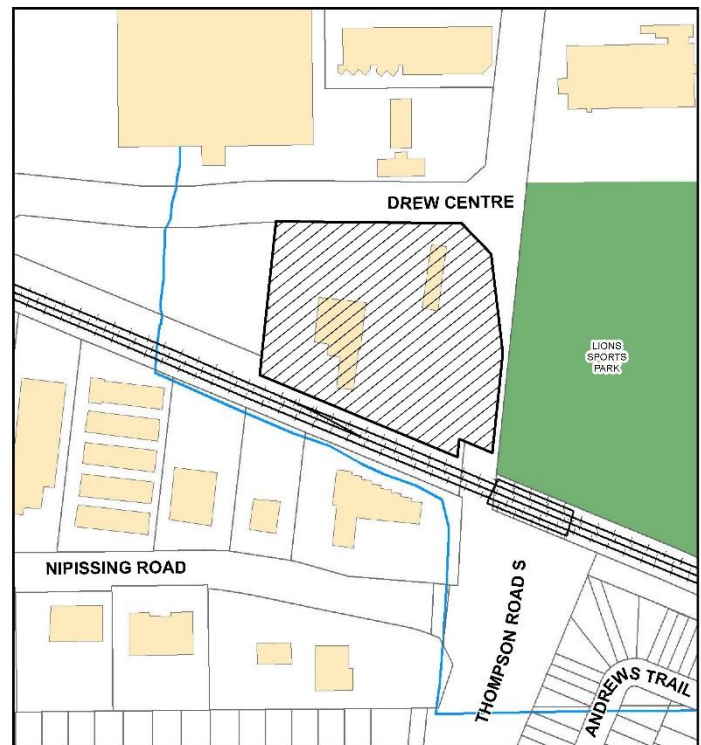 DREW CENTRE
LIONS
SPORTS
PARK
NIPISSING ROAD
THOMPSON ROAD S
ANDREWS TRAIL